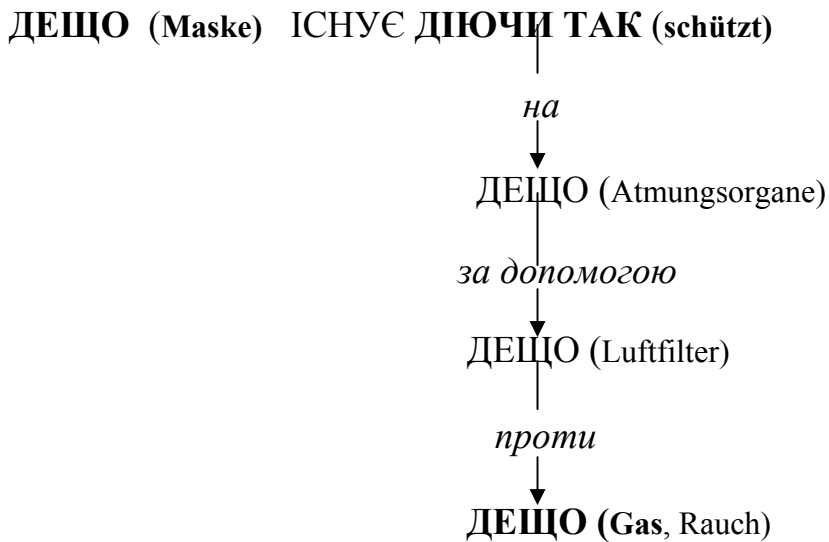 ДЕЩО (Maske) ІСНУЄ ДІЮЧИ ТАК (schützt)
на
ДЕЩО (Atmungsorgane)
за допомогою
ДЕЩО (Luftfilter)
проти
ДЕЩО (Gas, Rauch)